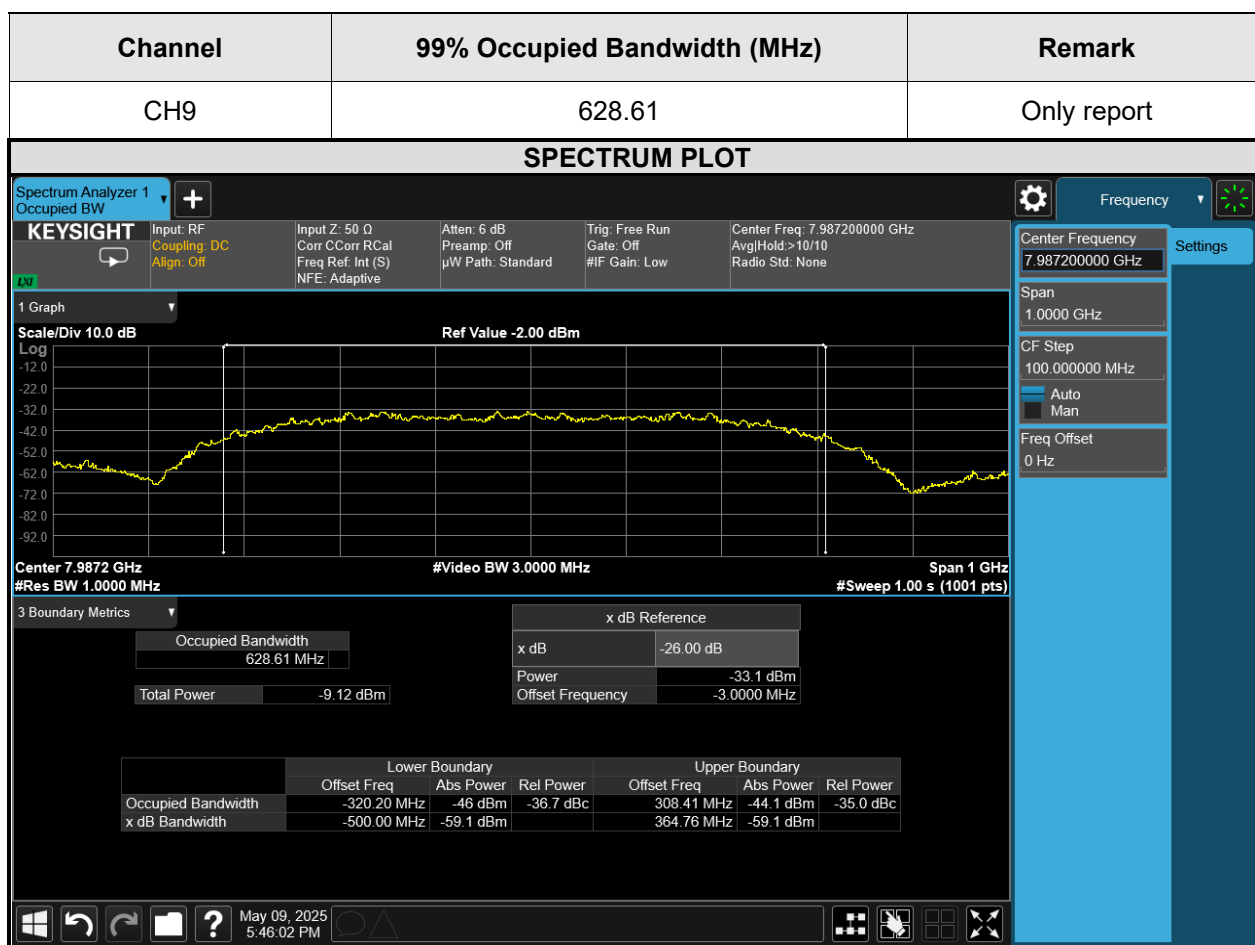 Channel 99% Occupied Bandwidth (MHz) Remark
CH9 628.61 Only report
SPECTRUM PLOT
Spectrum Analyzer 1
Occupied BW
+
Frequency
KEYSIGHT
LXI
Input: RF
Coupling: DC
Align: Off
Input Z: 50 Ω
Corr CCorr RCal
Freq Ref: Int (S)
NFE: Adaptive
Atten: 6 dB
Preamp: Off
µW Path: Standard
Trig: Free Run
Gate: Off
#IF Gain: Low
Center Freq: 7.987200000 GHz
Avg|Hold:>10/10
Radio Std: None
Center Frequency
7.987200000 GHz
Settings
Span
1.0000 GHz
CF Step
100.000000 MHz
Auto
Man
Freq Offset
0 Hz
1 Graph
Scale/Div 10.0 dB Ref Value -2.00 dBm
Log
-12.0
-22.0
-32.0
-42.0
-52.0
-62.0
-72.0
-82.0
-92.0
Center 7.9872 GHz #Video BW 3.0000 MHz Span 1 GHz
#Res BW 1.0000 MHz #Sweep 1.00 s (1001 pts)
3 Boundary Metrics
Occupied Bandwidth
628.61 MHz
Total Power -9.12 dBm
x dB Reference
x dB -26.00 dB
Power -33.1 dBm
Offset Frequency -3.0000 MHz
Lower Boundary Upper Boundary
Offset Freq Abs Power Rel Power Offset Freq Abs Power Rel Power
Occupied Bandwidth -320.20 MHz -46 dBm -36.7 dBc 308.41 MHz -44.1 dBm -35.0 dBc
x dB Bandwidth -500.00 MHz -59.1 dBm 364.76 MHz -59.1 dBm
?
May 09, 2025
5:46:02 PM